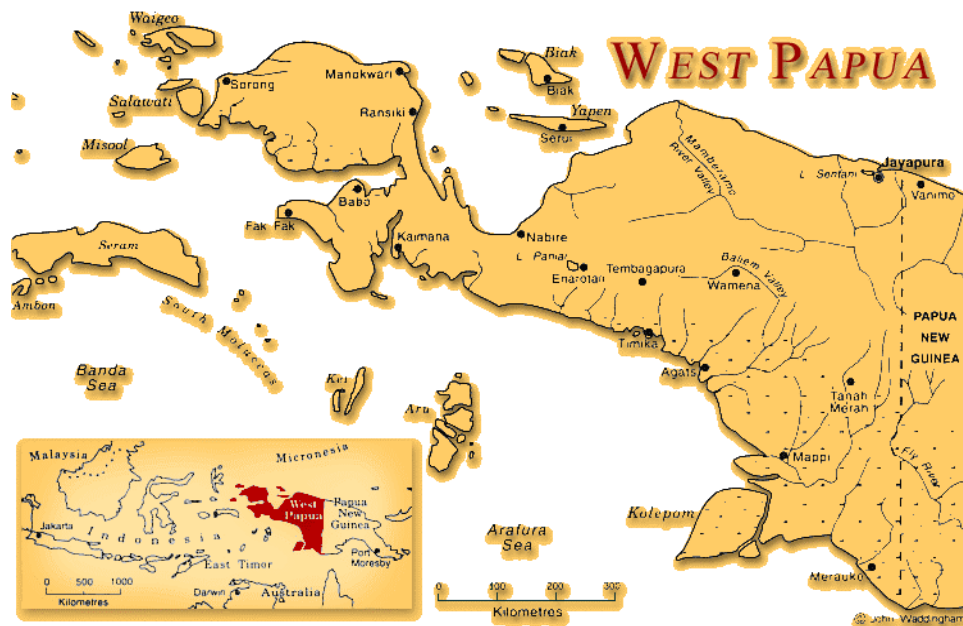 WEST PAPUA
Waigeo
Biak
Manokwari
Sorong
Biak
Salawati
Ransiki
Yapen
Serui
Misool
Mamberamo
River Valley
Jayapura
L. Sentani
Vanimo
Babo
Fak Fak
Kaimana
Nabire
Seram
L. Paniai
Enarotali
Tembagapura
Baliem Valley
Wamena
Ambon
South Moluccas
PAPUA
NEW
GUINEA
Timika
Banda
Sea
Agats
Kei
Aru
Tanah
Merah
Mappi
Fly River
Kolepom
Arafura
Sea
Merauke
0 100 200 300
Kilometres
© John Waddingham
Malaysia
Micronesia
West
Papua
Papua
New
Guinea
Jakarta
Indonesia
Port
Moresby
East Timor
0 500 1000
Kilometres
Darwin
Australia